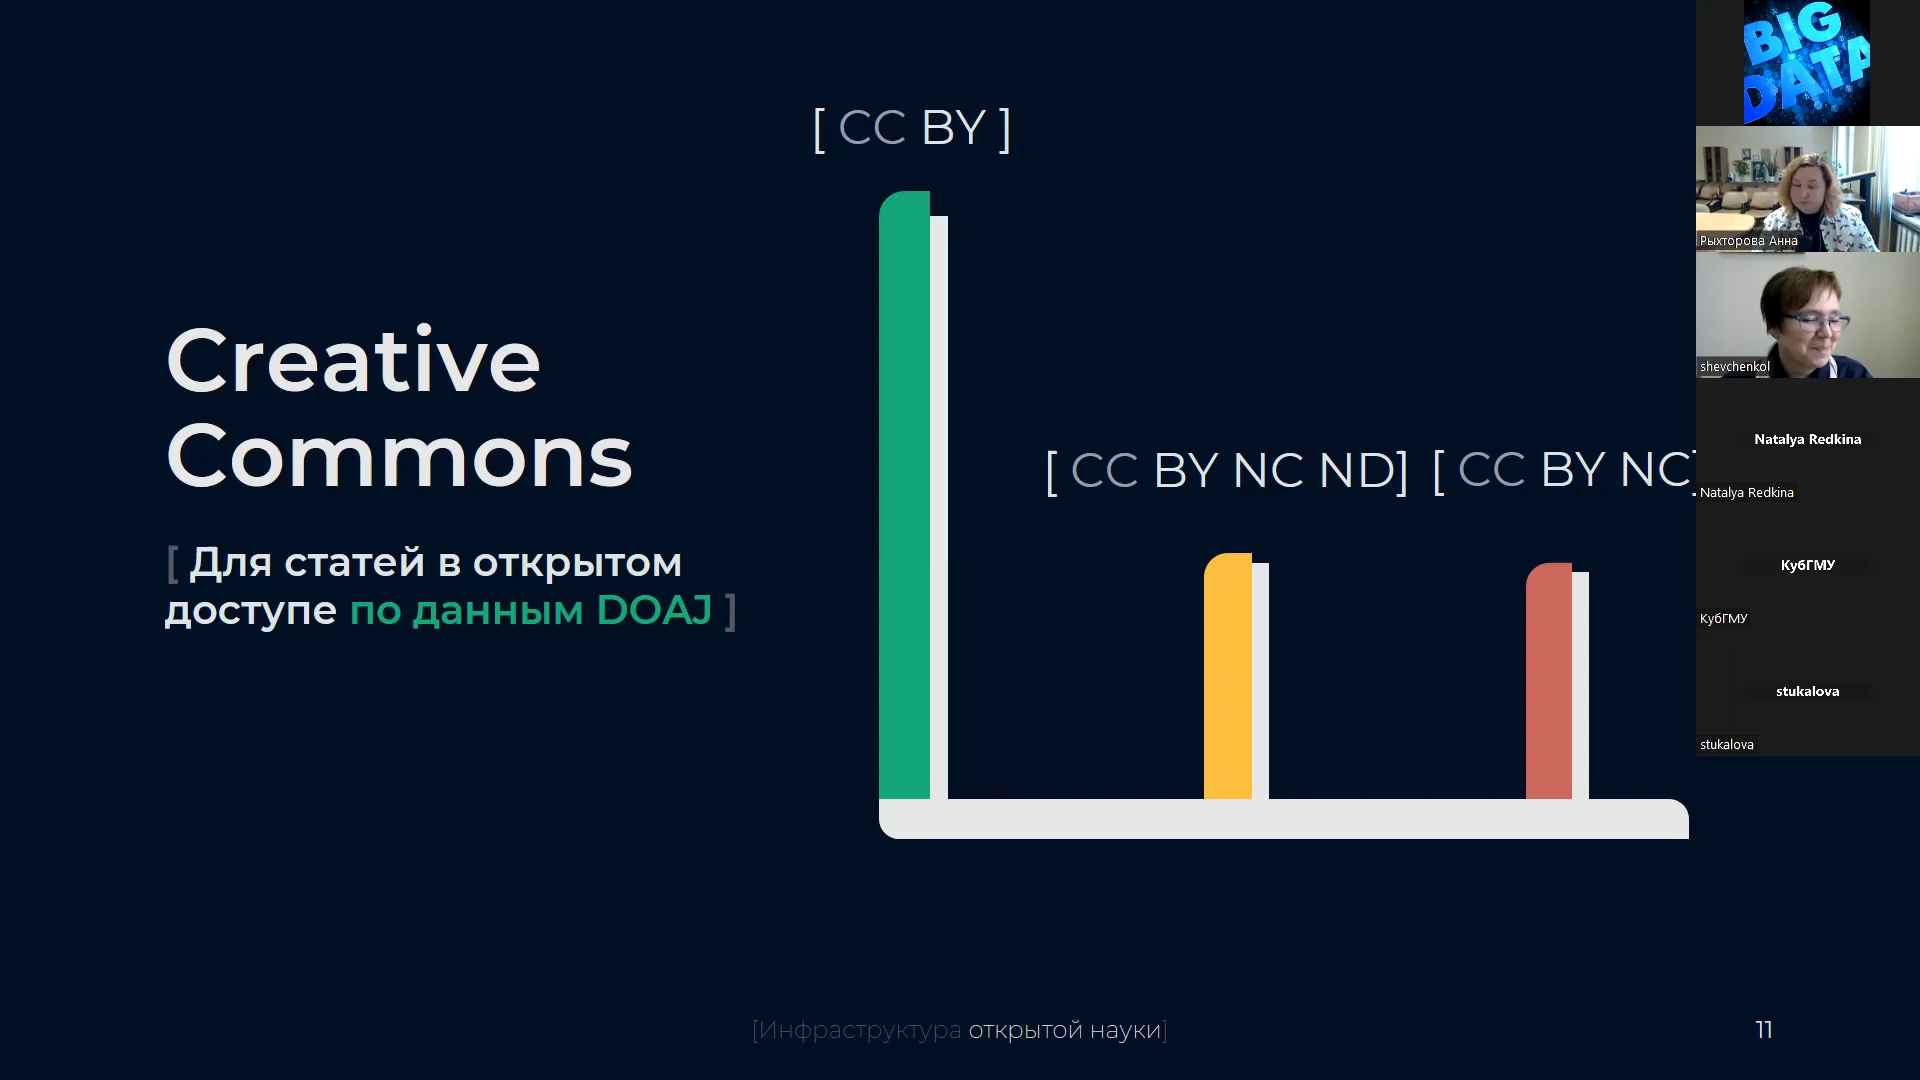 [ CC BY ]
Creative
Commons
[ Для статей в открытом
доступе по данным DOAJ ]
[ CC BY NC ND]
[ CC BY NC]
[Инфраструктура открытой науки]
11
BIG
DATA
Рыхторова Анна
shevchenkol
Natalya Redkina
Natalya Redkina
КубГМУ
КубГМУ
stukalova
stukalova